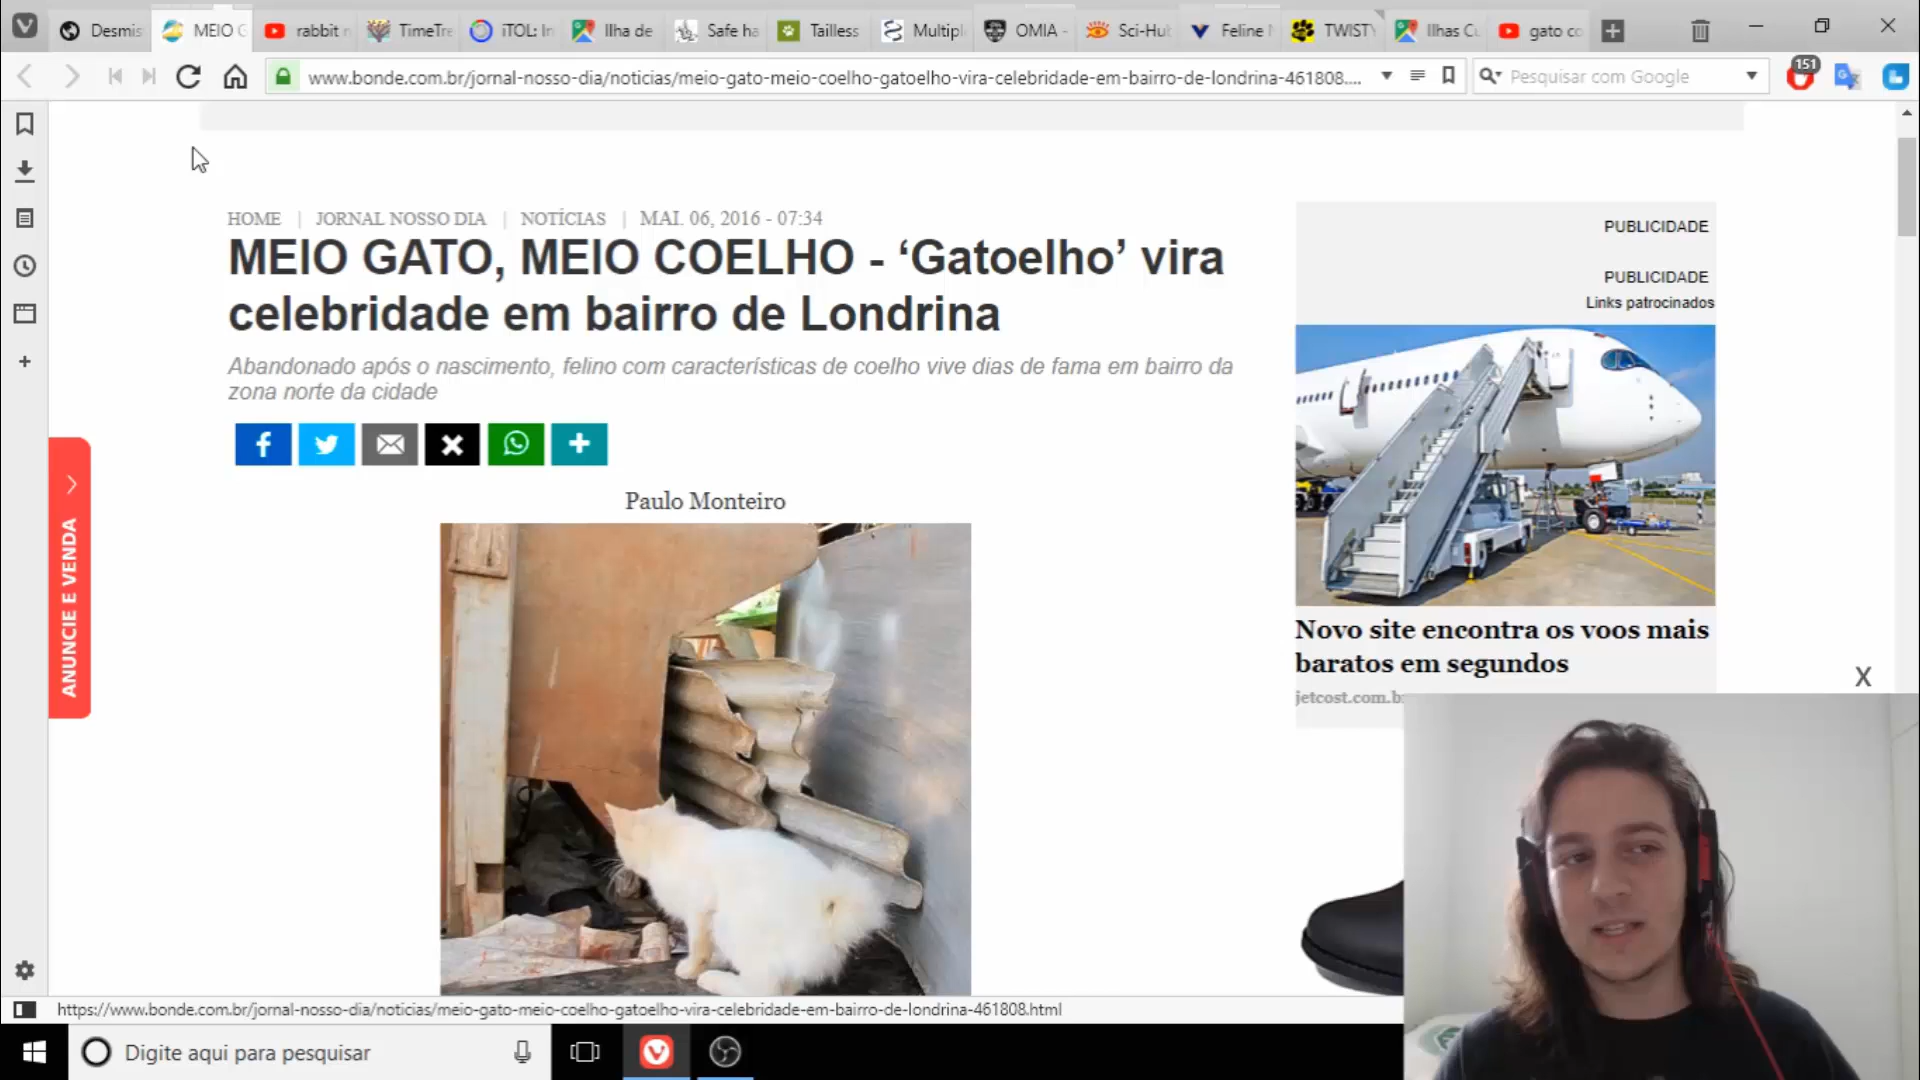 Desmis
MEIO G
rabbit r
TimeTre
iTOL: In
Ilha de
Safe ha
Tailless
Multipl
OMIA -
Sci-Hu
Feline
TWISTY
Ilhas Cu
gato co
www.bonde.com.br/jornal-nosso-dia/noticias/meio-gato-meio-coelho-gatoelho-vira-celebridade-em-bairro-de-londrina-461808....
Pesquisar com Google
151
HOME | JORNAL NOSSO DIA | NOTÍCIAS | MAI. 06, 2016 - 07:34
MEIO GATO, MEIO COELHO - ‘Gatoelho’ vira
celebridade em bairro de Londrina
Abandonado após o nascimento, felino com características de coelho vive dias de fama em bairro da
zona norte da cidade
Paulo Monteiro
ANUNCIE E VENDA
PUBLICIDADE
PUBLICIDADE
Links patrocinados
Novo site encontra os voos mais
baratos em segundos
jetcost.com.b
X
https://www.bonde.com.br/jornal-nosso-dia/noticias/meio-gato-meio-coelho-gatoelho-vira-celebridade-em-bairro-de-londrina-461808.html
Digite aqui para pesquisar